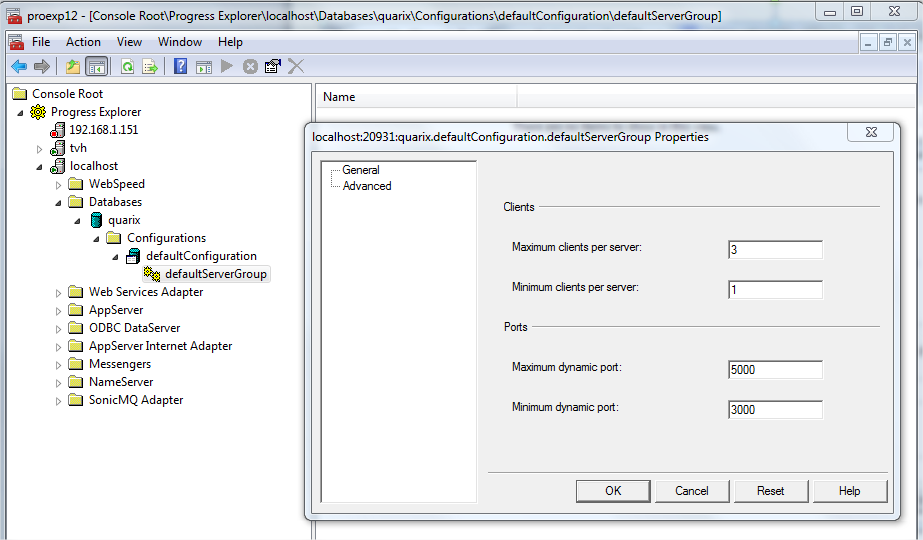 proexp12 - [Console Root\Progress Explorer\localhost\Databases\quarix\Configurations\defaultConfiguration\defaultServerGroup]
File Action View Window Help
Console Root
Name
Progress Explorer
192.168.1.151
localhost:20931:quarix.defaultConfiguration.defaultServerGroup Properties
tvh
localhost
General
WebSpeed
Advanced
Databases
Clients
quarix
Configurations
Maximum clients per server: 3
defaultConfiguration
defaultServerGroup
Minimum clients per server: 1
Web Services Adapter
AppServer
Ports
ODBC DataServer
AppServer Internet Adapter
Messengers
Maximum dynamic port: 5000
NameServer
SonicMQ Adapter
Minimum dynamic port: 3000
OK Cancel Reset Help